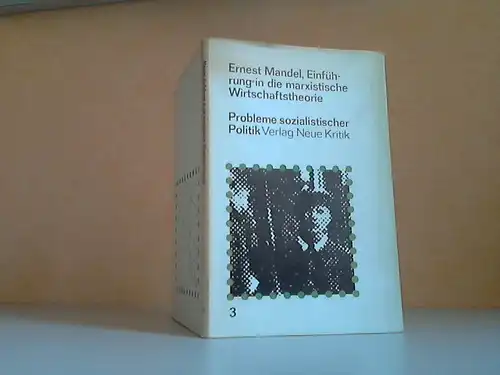 Ernest Mandel, Einfüh-
rung in die marxistische
Wirtschaftstheorie
Probleme sozialistischer
Politik Verlag Neue Kritik
3